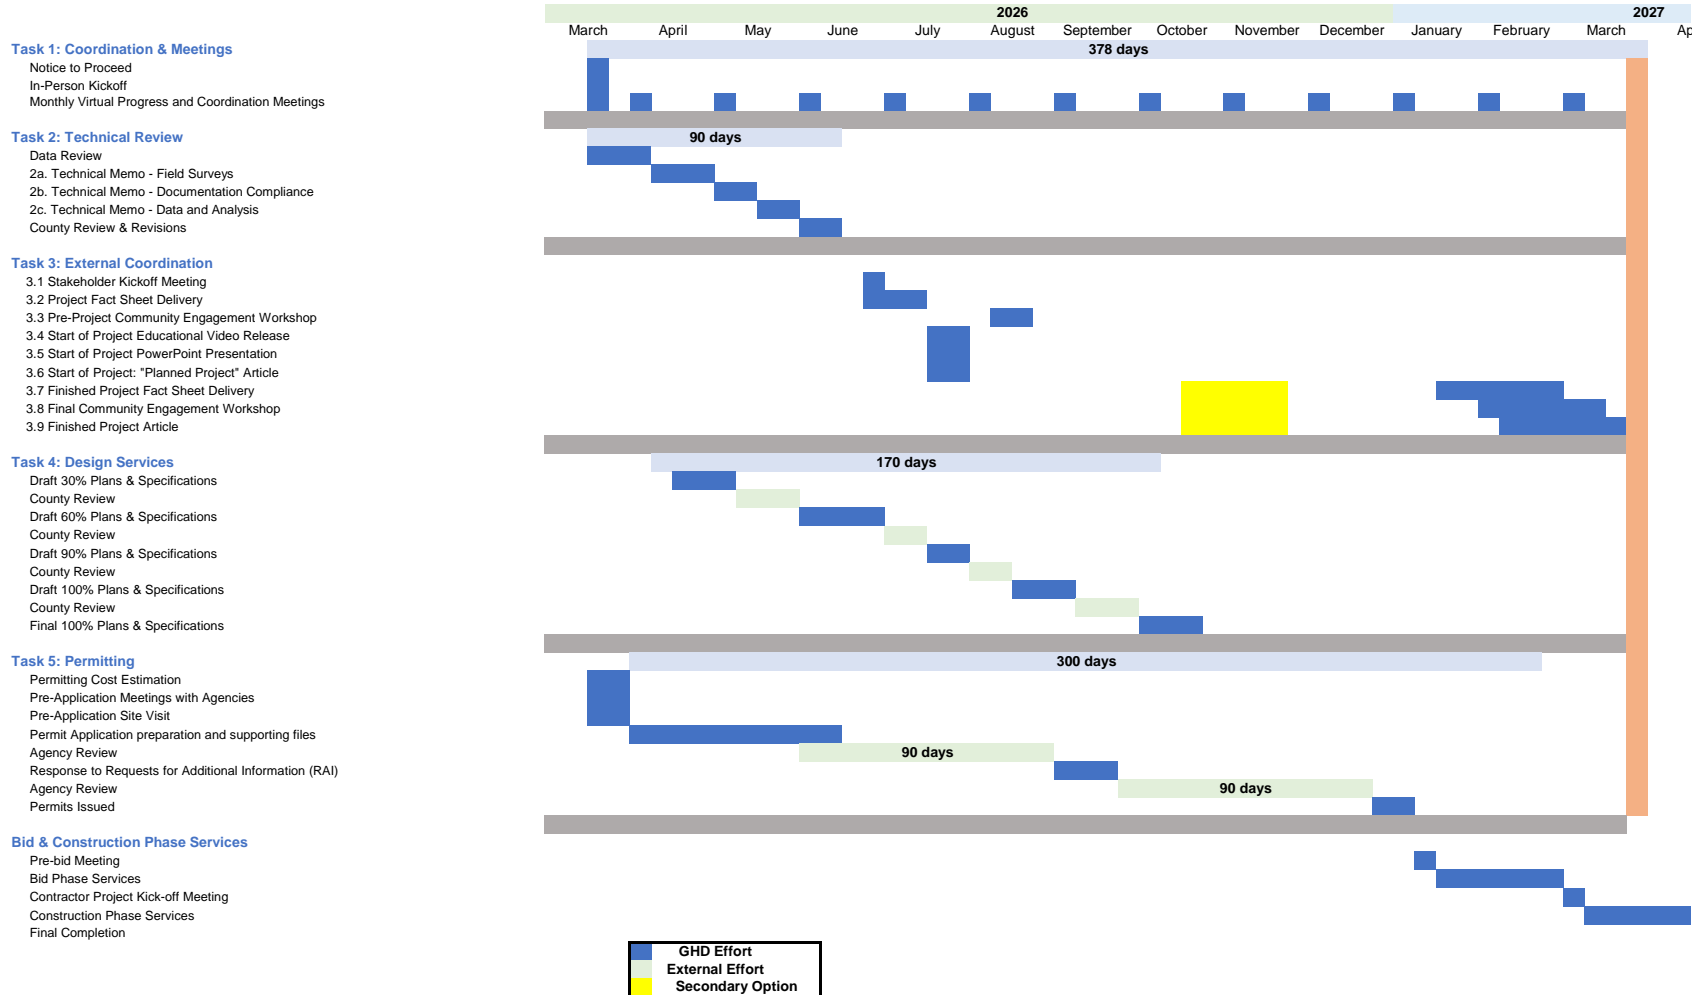 2026 2027
March April May June July August September October November December January February March Ap
Task 1: Coordination & Meetings 378 days
Notice to Proceed
In-Person Kickoff
Monthly Virtual Progress and Coordination Meetings
Task 2: Technical Review 90 days
Data Review
2a. Technical Memo - Field Surveys
2b. Technical Memo - Documentation Compliance
2c. Technical Memo - Data and Analysis
County Review & Revisions
Task 3: External Coordination
3.1 Stakeholder Kickoff Meeting
3.2 Project Fact Sheet Delivery
3.3 Pre-Project Community Engagement Workshop
3.4 Start of Project Educational Video Release
3.5 Start of Project PowerPoint Presentation
3.6 Start of Project: "Planned Project" Article
3.7 Finished Project Fact Sheet Delivery
3.8 Final Community Engagement Workshop
3.9 Finished Project Article
Task 4: Design Services 170 days
Draft 30% Plans & Specifications
County Review
Draft 60% Plans & Specifications
County Review
Draft 90% Plans & Specifications
County Review
Draft 100% Plans & Specifications
County Review
Final 100% Plans & Specifications
Task 5: Permitting 300 days
Permitting Cost Estimation
Pre-Application Meetings with Agencies
Pre-Application Site Visit
Permit Application preparation and supporting files
Agency Review 90 days
Response to Requests for Additional Information (RAI)
Agency Review 90 days
Permits Issued
Bid & Construction Phase Services
Pre-bid Meeting
Bid Phase Services
Contractor Project Kick-off Meeting
Construction Phase Services
Final Completion
GHD Effort
External Effort
Secondary Option